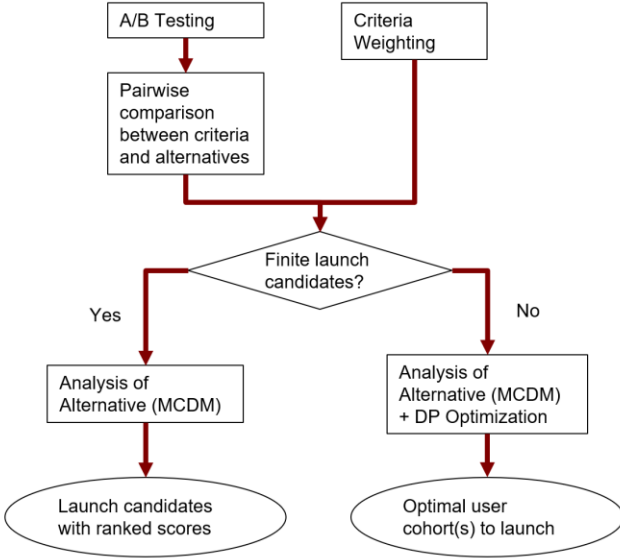 A/B Testing
Criteria
Weighting
Pairwise
comparison
between criteria
and alternatives
Finite launch
candidates?
Yes
No
Analysis of
Alternative (MCDM)
Analysis of
Alternative (MCDM)
+ DP Optimization
Launch candidates
with ranked scores
Optimal user
cohort(s) to launch